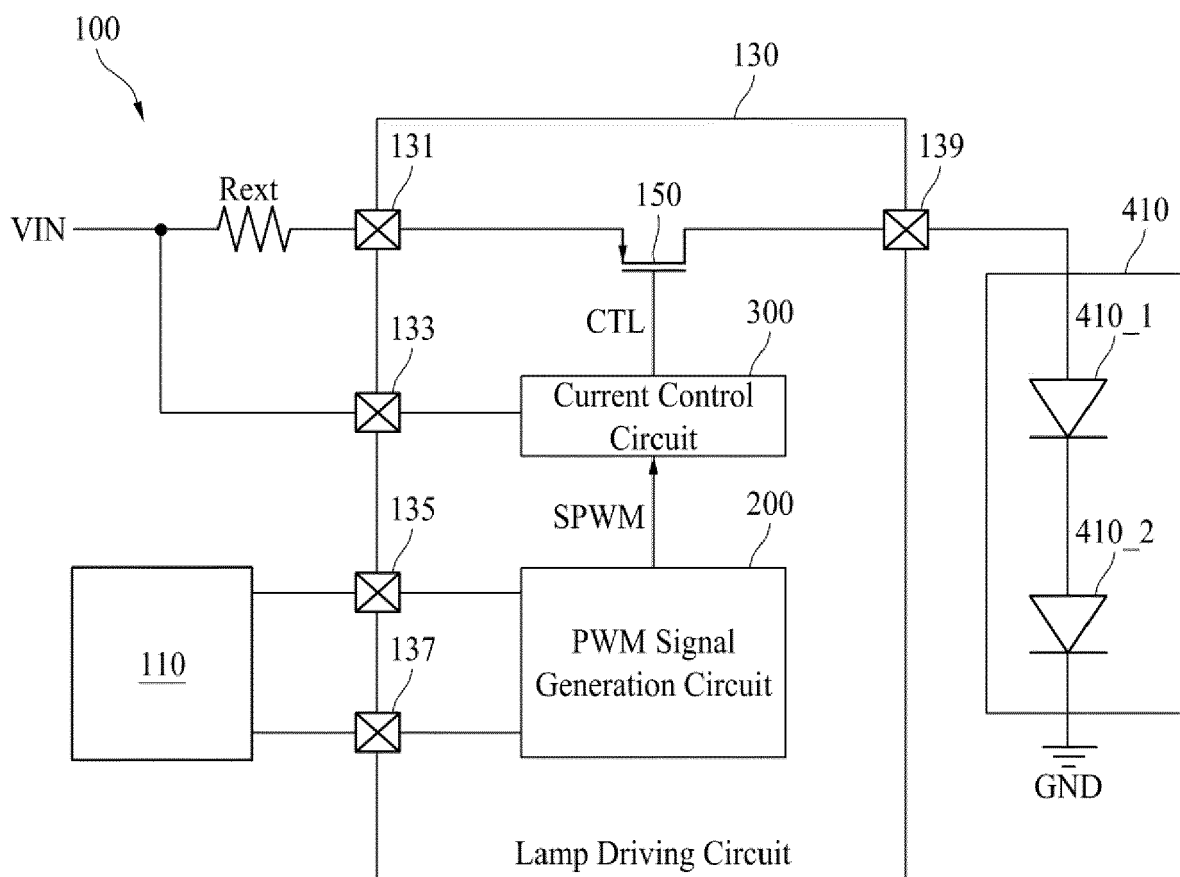 100
130
131
139
Rext
150
VIN
410
CTL
300
410_1
133
Current Control
Circuit
135
SPWM
200
410_2
137
PWM Signal
Generation Circuit
110
GND
Lamp Driving Circuit